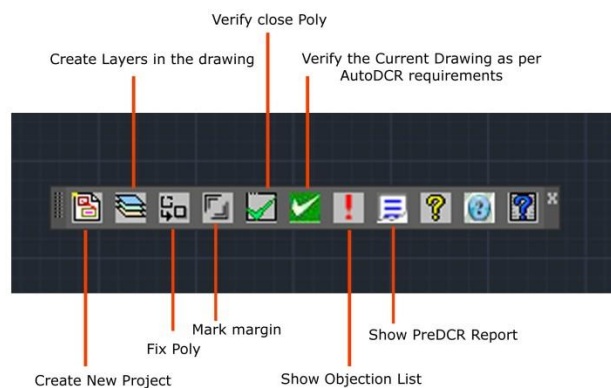 Verify close Poly
Create Layers in the drawing
Verify the Current Drawing as per
AutoDCR requirements
Mark margin
Show PreDCR Report
Fix Poly
Create New Project
Show Objection List